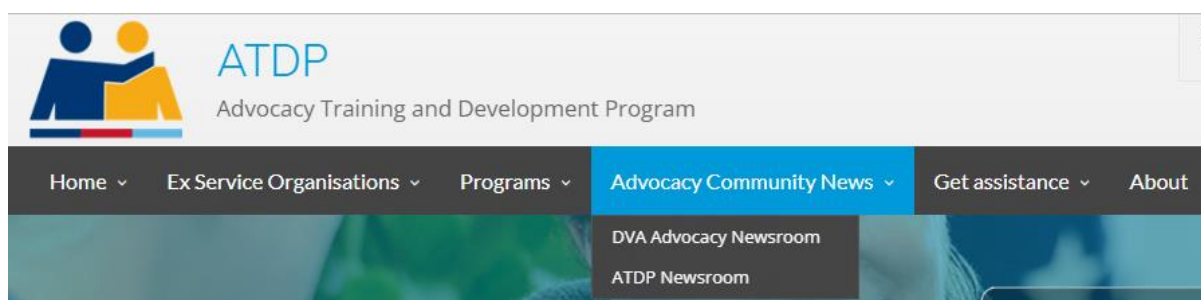 ATDP
Advocacy Training and Development Program
Home Ex Service Organisations Programs Advocacy Community News Get assistance About
DVA Advocacy Newsroom
ATDP Newsroom